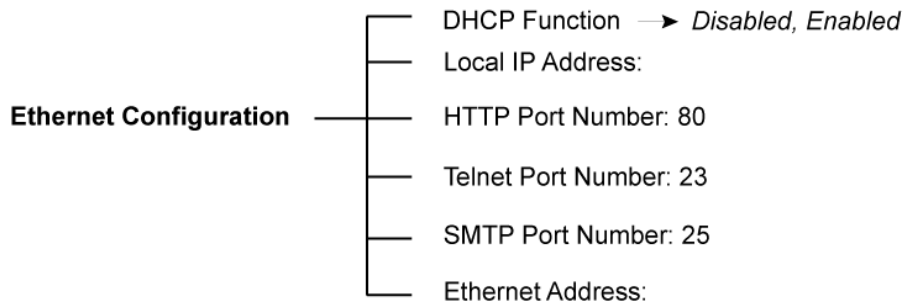 DHCP Function Disabled, Enabled
Local IP Address:
Ethernet Configuration
HTTP Port Number: 80
Telnet Port Number: 23
SMTP Port Number: 25
Ethernet Address: